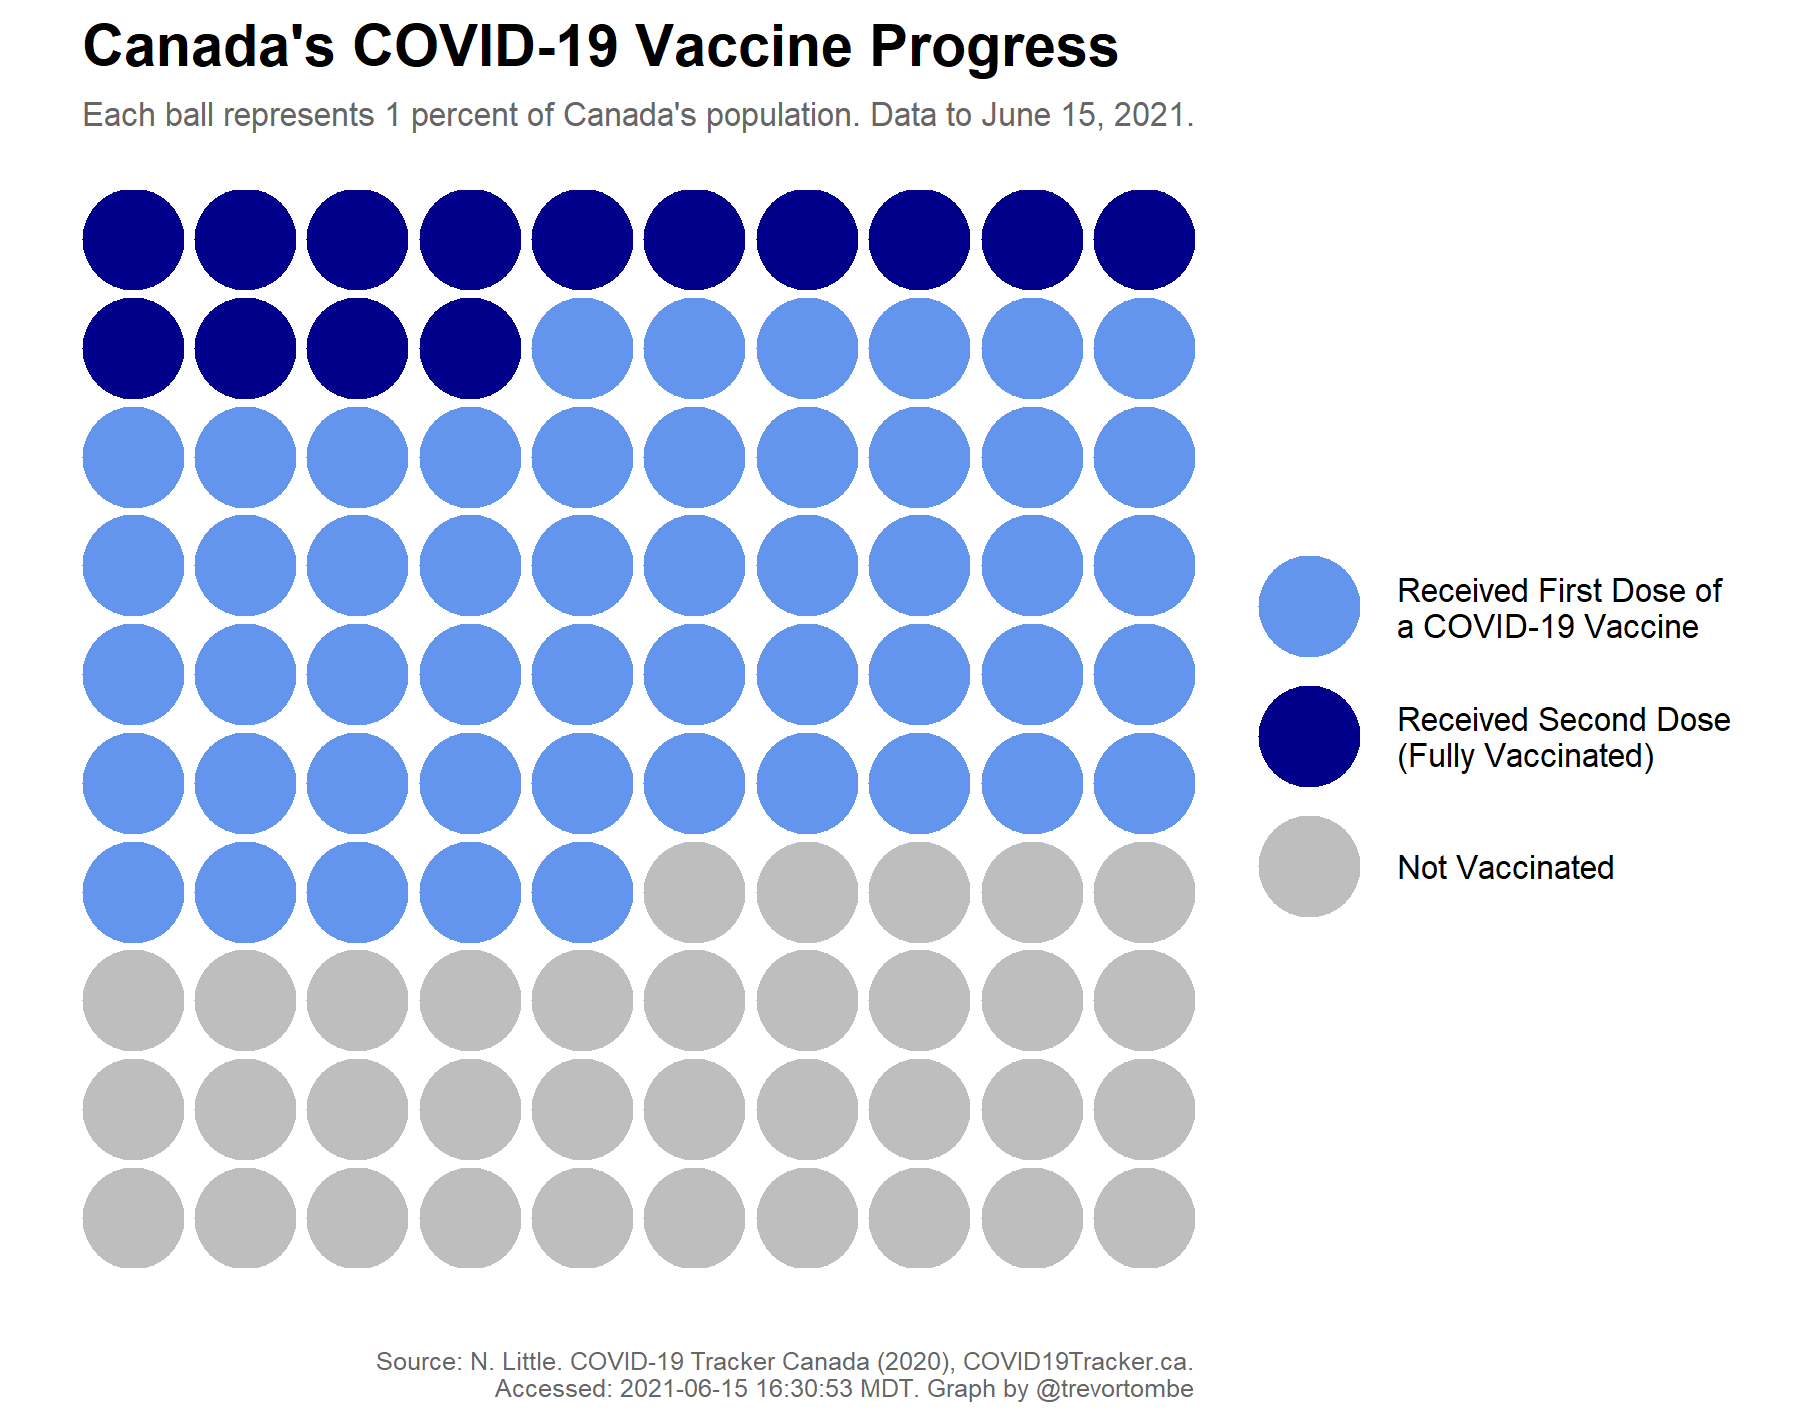 Canada's COVID-19 Vaccine Progress
Each ball represents 1 percent of Canada's population. Data to June 15, 2021.
Received First Dose of
a COVID-19 Vaccine
Received Second Dose
(Fully Vaccinated)
Not Vaccinated
Source: N. Little. COVID-19 Tracker Canada (2020), COVID19Tracker.ca.
Accessed: 2021-06-15 16:30:53 MDT. Graph by @trevortombe